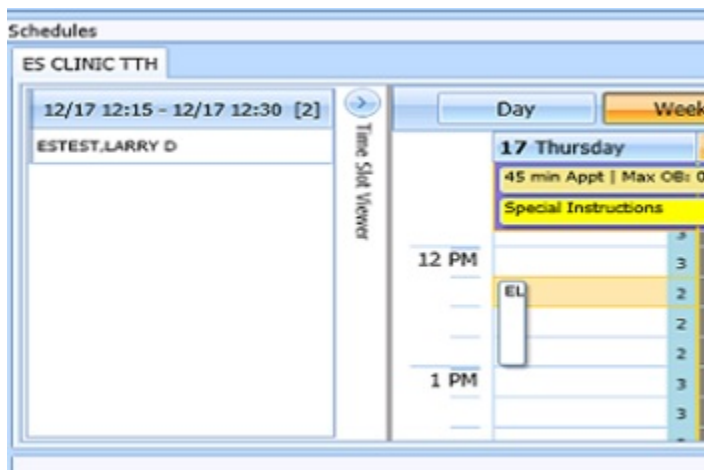 Schedules
ES CLINIC TTH
12/17 12:15 - 12/17 12:30 [2]
ESTEST,LARRY D
Time Slot Viewer
Day
Week
17 Thursday
45 min Appt | Max OB: 0
Special Instructions
3
12 PM
3
EL
2
2
2
1 PM
3
3